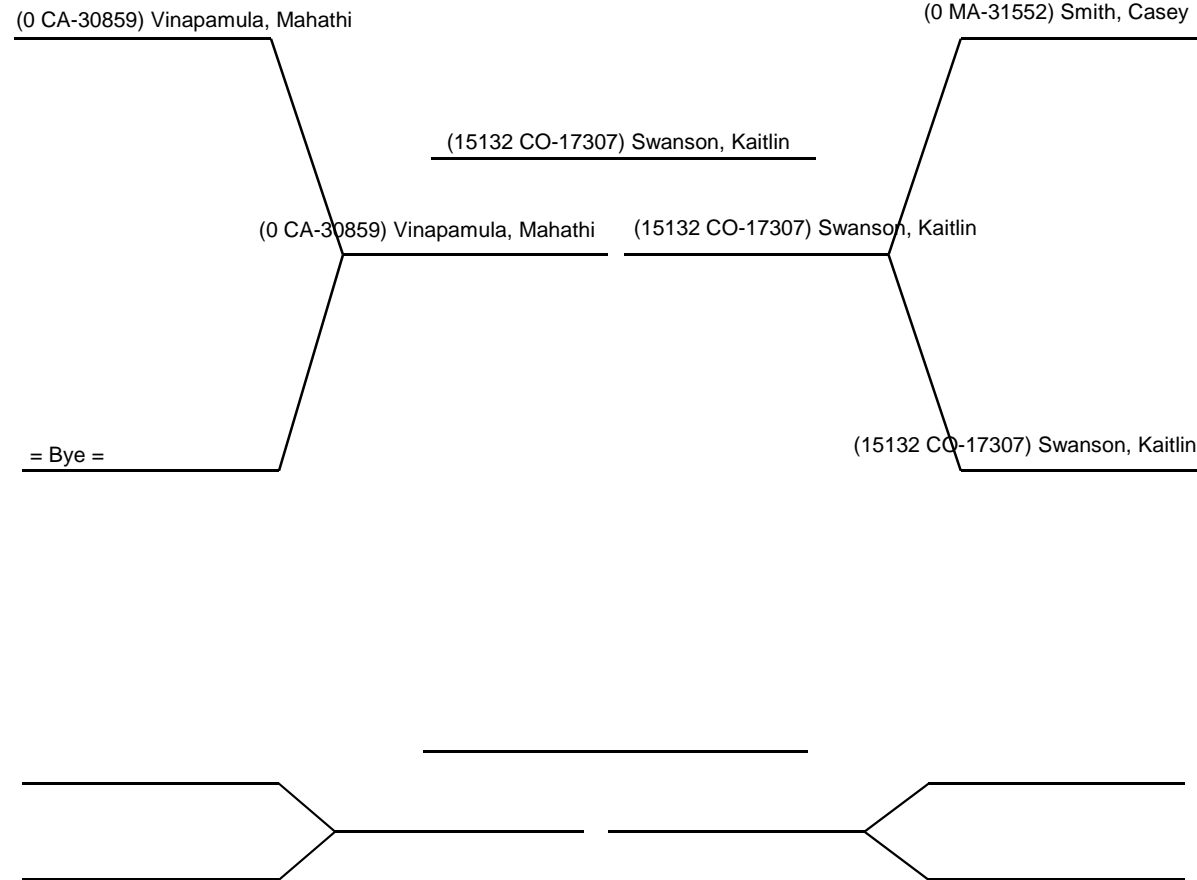 (0 CA-30859) Vinapamula, Mahathi
(0 MA-31552) Smith, Casey
(15132 CO-17307) Swanson, Kaitlin
(0 CA-30859) Vinapamula, Mahathi
(15132 CO-17307) Swanson, Kaitlin
= Bye =
(15132 CO-17307) Swanson, Kaitlin